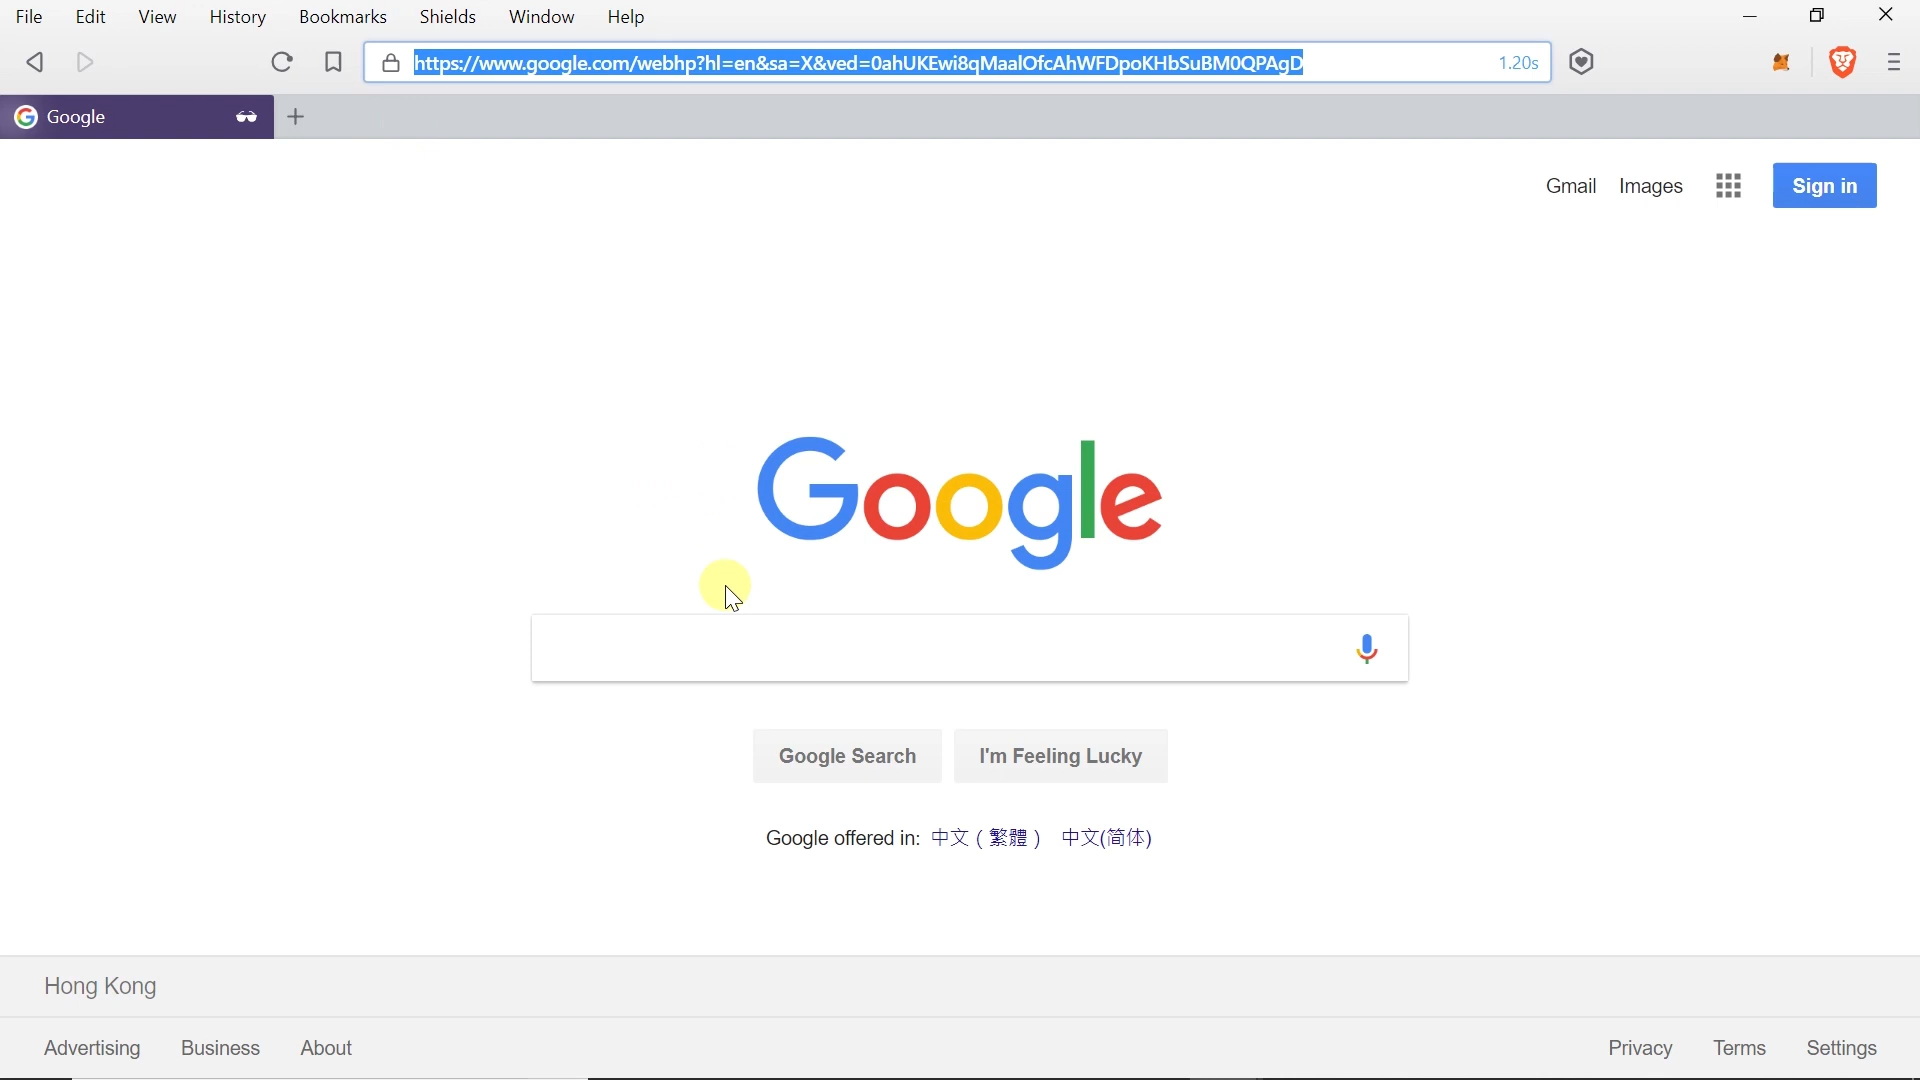 File Edit View History Bookmarks Shields Window Help
https://www.google.com/webhp?hl=en&sa=X&ved=0ahUKEwi8qMaalOfcAhWFDpoKHbSuBM0QPAgD 1.20s
Google
Gmail Images Sign in
Google
Google Search I'm Feeling Lucky
Google offered in: 中文 ( 繁體 ) 中文(简体)
Hong Kong
Advertising Business About Privacy Terms Settings